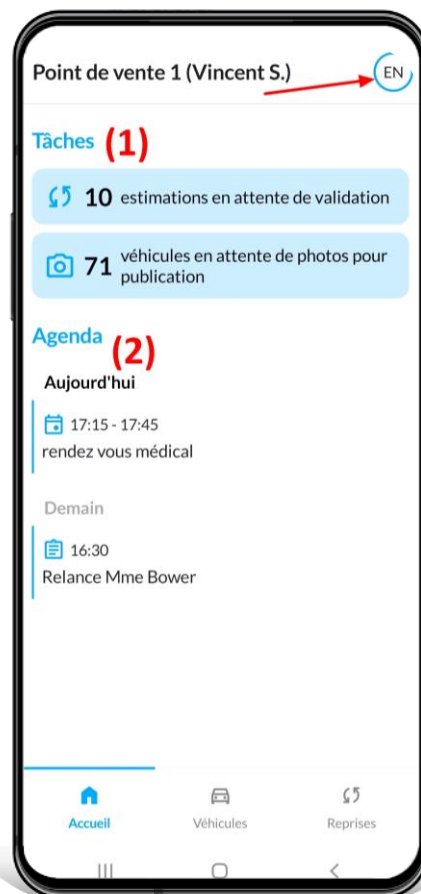 Point de vente 1 (Vincent S.) EN
Tâches (1)
10 estimations en attente de validation
71 véhicules en attente de photos pour
publication
Agenda (2)
Aujourd'hui
17:15 - 17:45
rendez vous médical
Demain
16:30
Relance Mme Bower
Accueil Véhicules Reprises